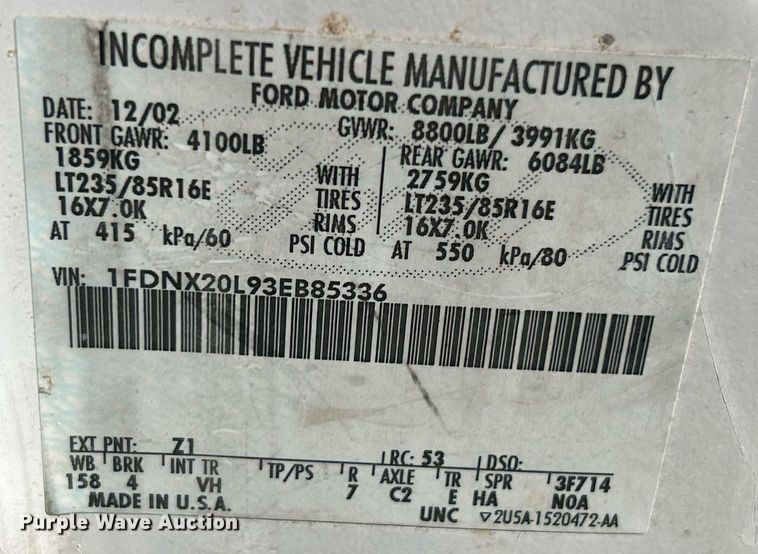 INCOMPLETE VEHICLE MANUFACTURED BY
FORD MOTOR COMPANY
DATE: 12/02 GVWR: 8800LB/3991KG
FRONT GAWR: 4100LB REAR GAWR: 6084LB
1859KG WITH 2759KG WITH
LT235/85R16E TIRES LT235/85R16E TIRES
16X7.0K RIMS 16X7.0K RIMS
AT 415 kPa/60 PSI COLD AT 550 kPa/80 PSI COLD
VIN: 1FDNX20L93EB85336
EXT PNT: Z1 RC: 53 DSO:
WB BRK INT TR TP/PS R AXLE TR SPR 3F714
158 4 VH 7 C2 E HA N0A
MADE IN U.S.A. UNC ▽2U5A-1520472-AA
Purple Wave Auction